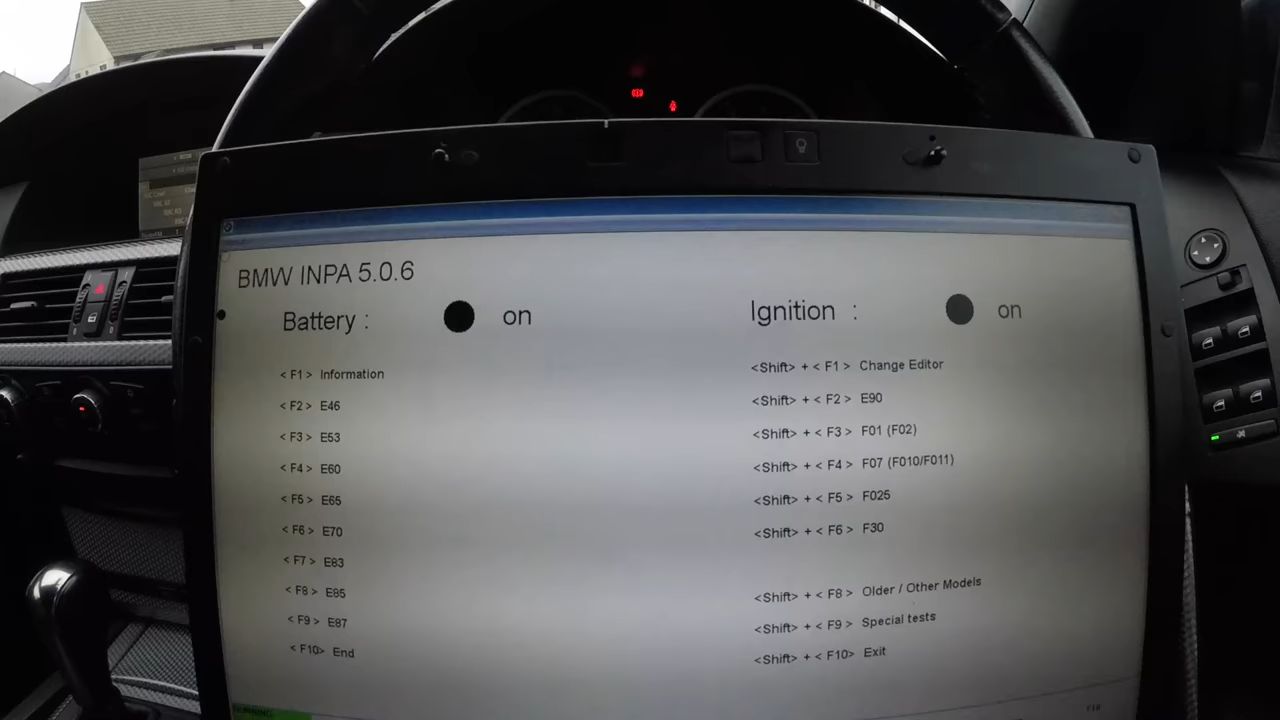 BMW INPA 5.0.6
Battery : on
Ignition : on
< F1 > Information
< F2 > E46
< F3 > E53
< F4 > E60
< F5 > E65
< F6 > E70
< F7 > E83
< F8 > E85
< F9 > E87
< F10> End
<Shift> + < F1 > Change Editor
<Shift> + < F2 > E90
<Shift> + < F3 > F01 (F02)
<Shift> + < F4 > F07 (F010/F011)
<Shift> + < F5 > F025
<Shift> + < F6 > F30
<Shift> + < F8 > Older / Other Models
<Shift> + < F9 > Special tests
<Shift> + < F10> Exit